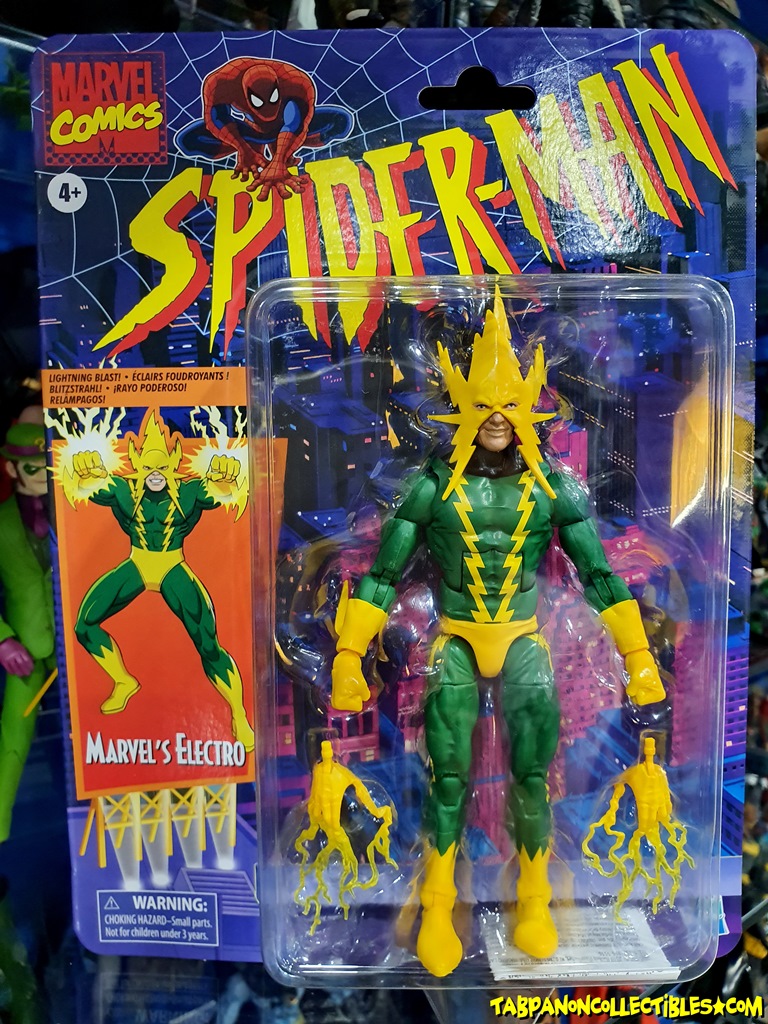 MARVEL
COMICS
4+
SPIDER-MAN
LIGHTNING BLAST! • ÉCLAIRS FOUDROYANTS !
BLITZSTRAHL! • ¡RAYO PODEROSO!
RELÁMPAGOS!
MARVEL'S ELECTRO
WARNING:
CHOKING HAZARD–Small parts.
Not for children under 3 years.
TABPANONCOLLECTIBLES★COM